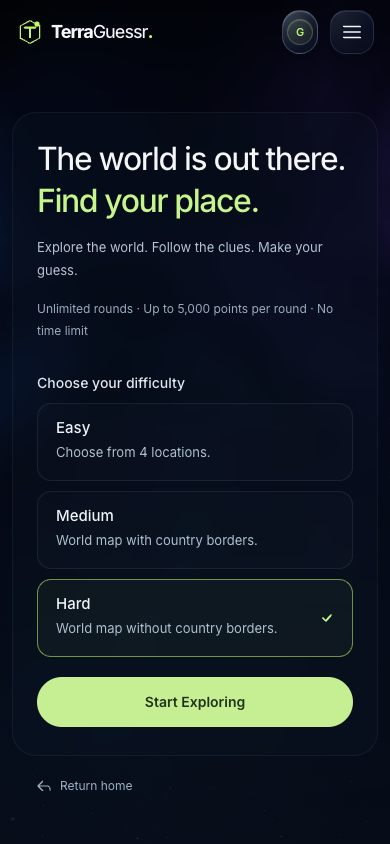 TerraGuessr.
G
The world is out there.
Find your place.
Explore the world. Follow the clues. Make your
guess.
Unlimited rounds · Up to 5,000 points per round · No
time limit
Choose your difficulty
Easy
Choose from 4 locations.
Medium
World map with country borders.
Hard
World map without country borders.
Start Exploring
Return home